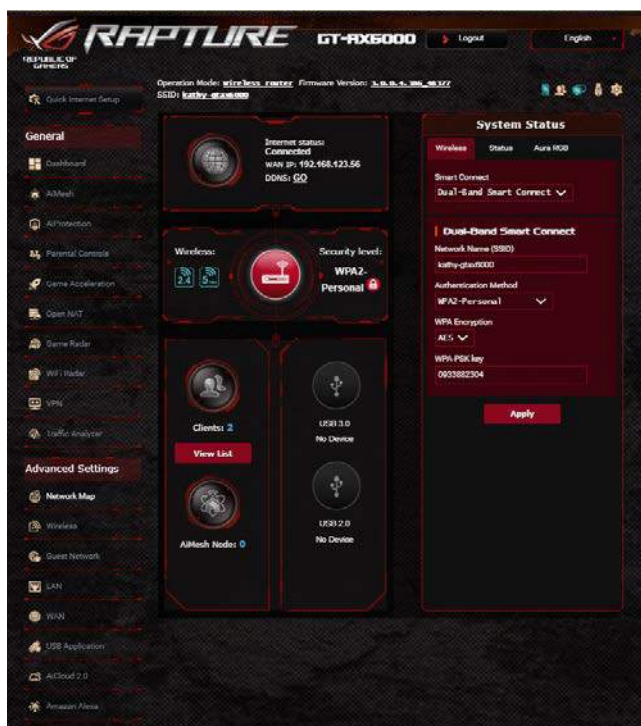 REPUBLIC OF
GAMERS
RAPTURE
GT-AX6000
Logout
English
Operation Mode: wireless router Firmware Version: 3.0.0.4.386_48377
SSID: kathy-gtax6000
Quick Internet Setup
General
Dashboard
AiMesh
AiProtection
Parental Controls
Game Acceleration
Open NAT
Game Radar
WiFi Radar
VPN
Traffic Analyzer
Advanced Settings
Network Map
Wireless
Guest Network
LAN
WAN
USB Application
AiCloud 2.0
Amazon Alexa
Internet status:
Connected
WAN IP: 192.168.123.56
DDNS: GO
Wireless:
2.4
5
Security level:
WPA2-
Personal
Clients: 2
View List
AiMesh Node: 0
USB 3.0
No Device
USB 2.0
No Device
System Status
Wireless Status Aura RGB
Smart Connect
Dual-Band Smart Connect
Dual-Band Smart Connect
Network Name (SSID)
kathy-gtax6000
Authentication Method
WPA2-Personal
WPA Encryption
AES
WPA-PSK key
0933882304
Apply